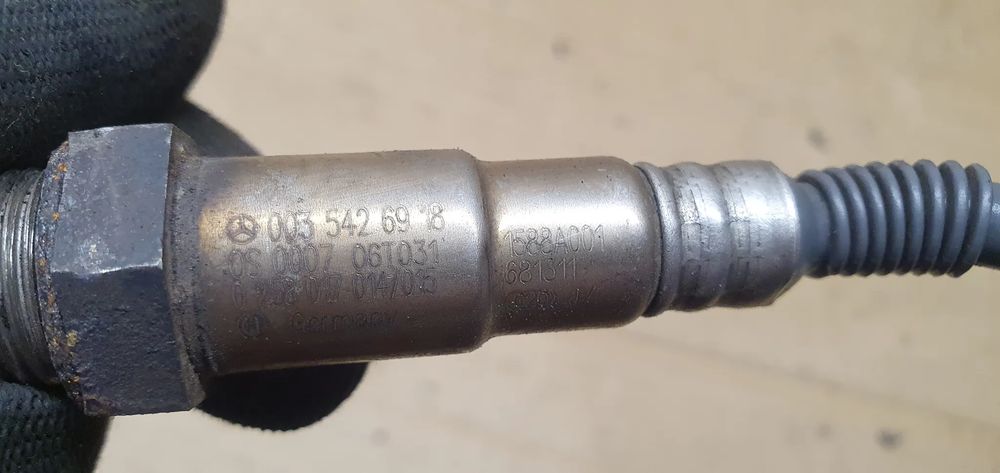 003 542 69 18
0S 0007 06T031
0 258 017 014/015
Germany
1588A001
681311